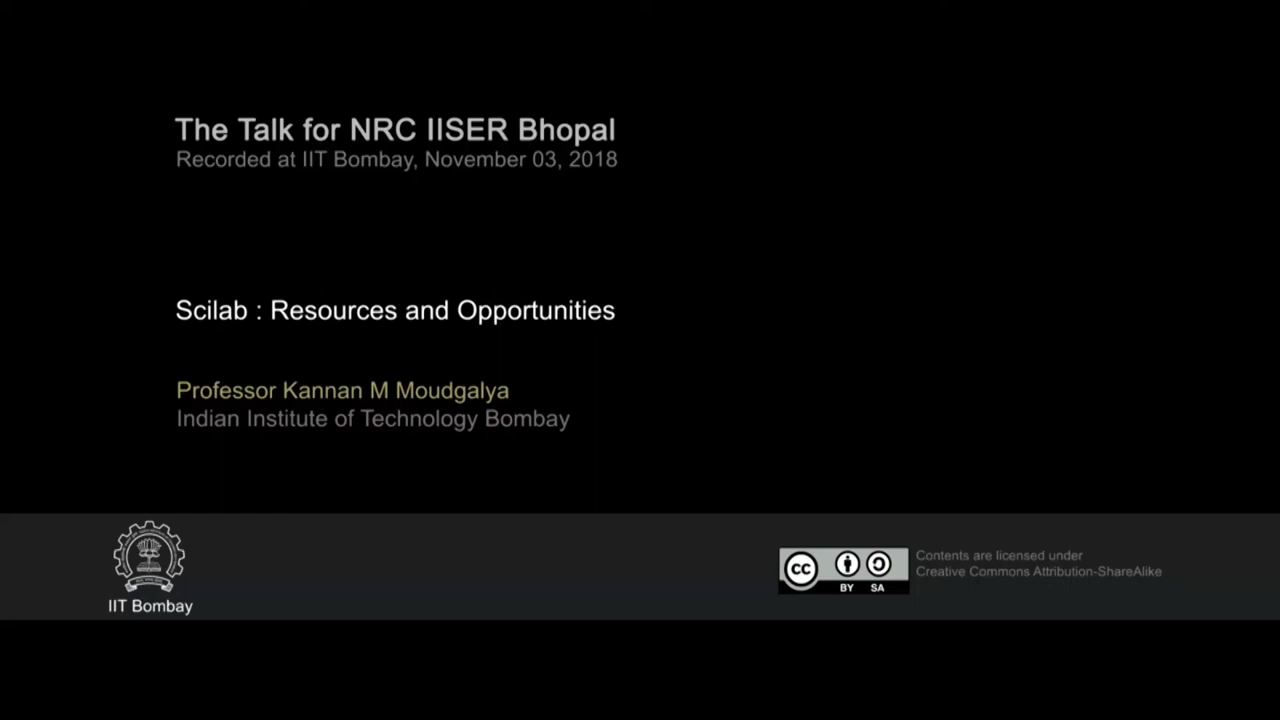 The Talk for NRC IISER Bhopal
Recorded at IIT Bombay, November 03, 2018
Scilab : Resources and Opportunities
Professor Kannan M Moudgalya
Indian Institute of Technology Bombay
IIT Bombay
cc
BY SA
Contents are licensed under
Creative Commons Attribution-ShareAlike